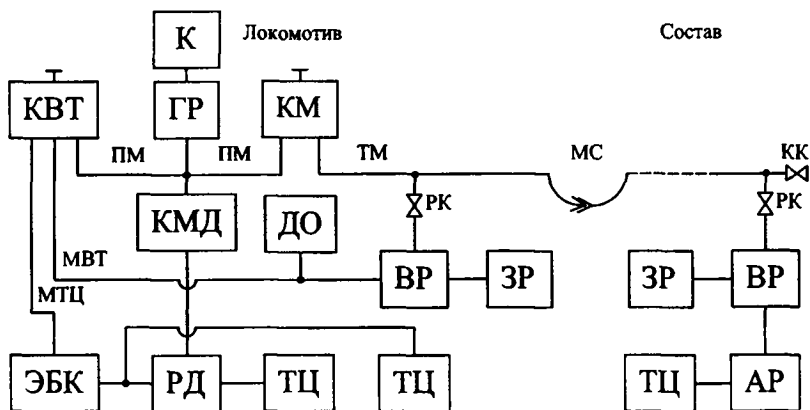 К
Локомотив
Состав
КВТ
ГР
КМ
ПМ
ПМ
ТМ
МС
КК
РК
РК
КМД
ДО
МВТ
ВР
ЗР
ЗР
ВР
МТЦ
ЭБК
РД
ТЦ
ТЦ
ТЦ
АР